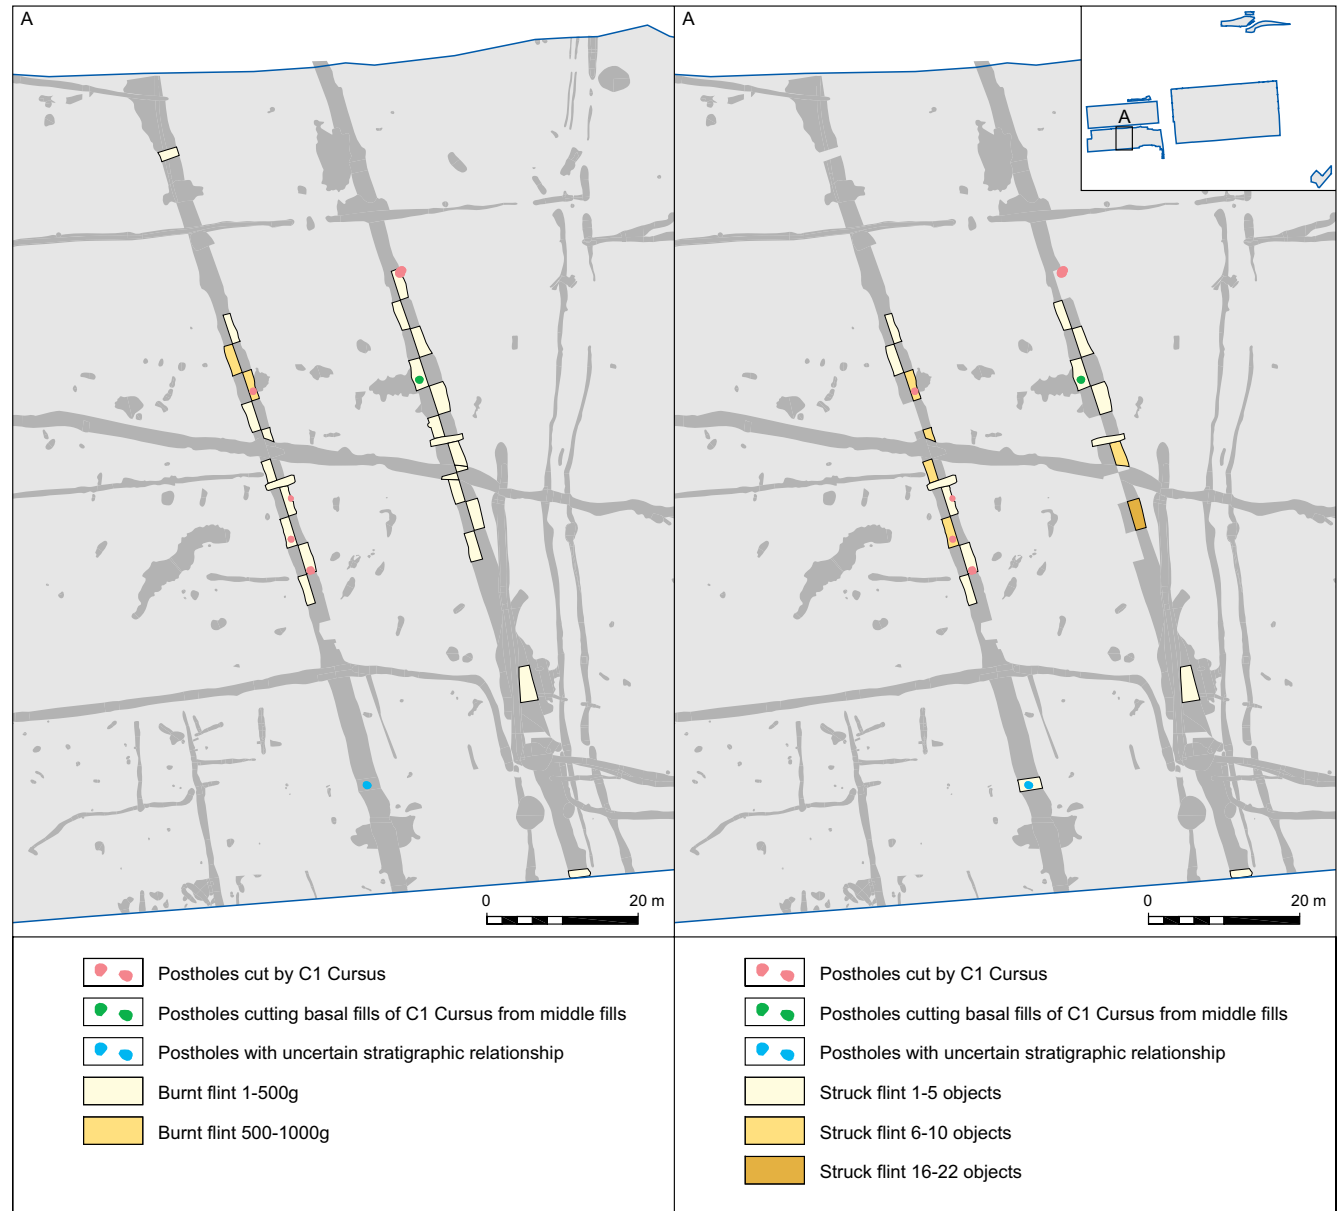 A
A
A
0 20 m
0 20 m
Postholes cut by C1 Cursus
Postholes cutting basal fills of C1 Cursus from middle fills
Postholes with uncertain stratigraphic relationship
Burnt flint 1-500g
Burnt flint 500-1000g
Postholes cut by C1 Cursus
Postholes cutting basal fills of C1 Cursus from middle fills
Postholes with uncertain stratigraphic relationship
Struck flint 1-5 objects
Struck flint 6-10 objects
Struck flint 16-22 objects